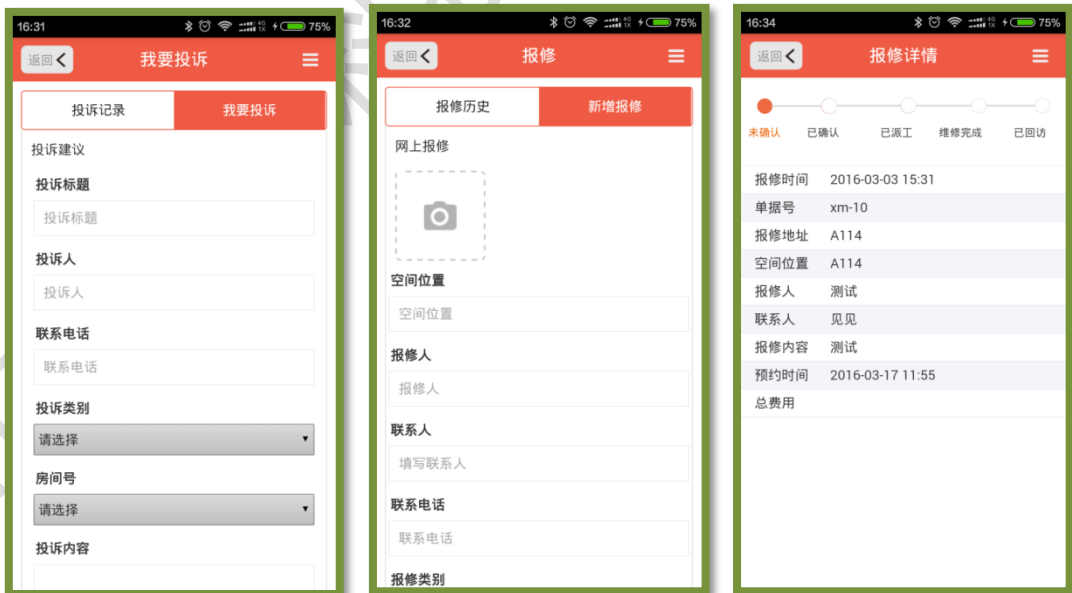 16:31
4G
1X
75%
返回
我要投诉
投诉记录
我要投诉
投诉建议
投诉标题
投诉标题
投诉人
投诉人
联系电话
联系电话
投诉类别
请选择
房间号
请选择
投诉内容
16:32
4G
1X
75%
返回
报修
报修历史
新增报修
网上报修
空间位置
空间位置
报修人
报修人
联系人
填写联系人
联系电话
联系电话
报修类别
16:34
4G
1X
75%
返回
报修详情
未确认 已确认 已派工 维修完成 已回访
报修时间 2016-03-03 15:31
单据号 xm-10
报修地址 A114
空间位置 A114
报修人 测试
联系人 见见
报修内容 测试
预约时间 2016-03-17 11:55
总费用